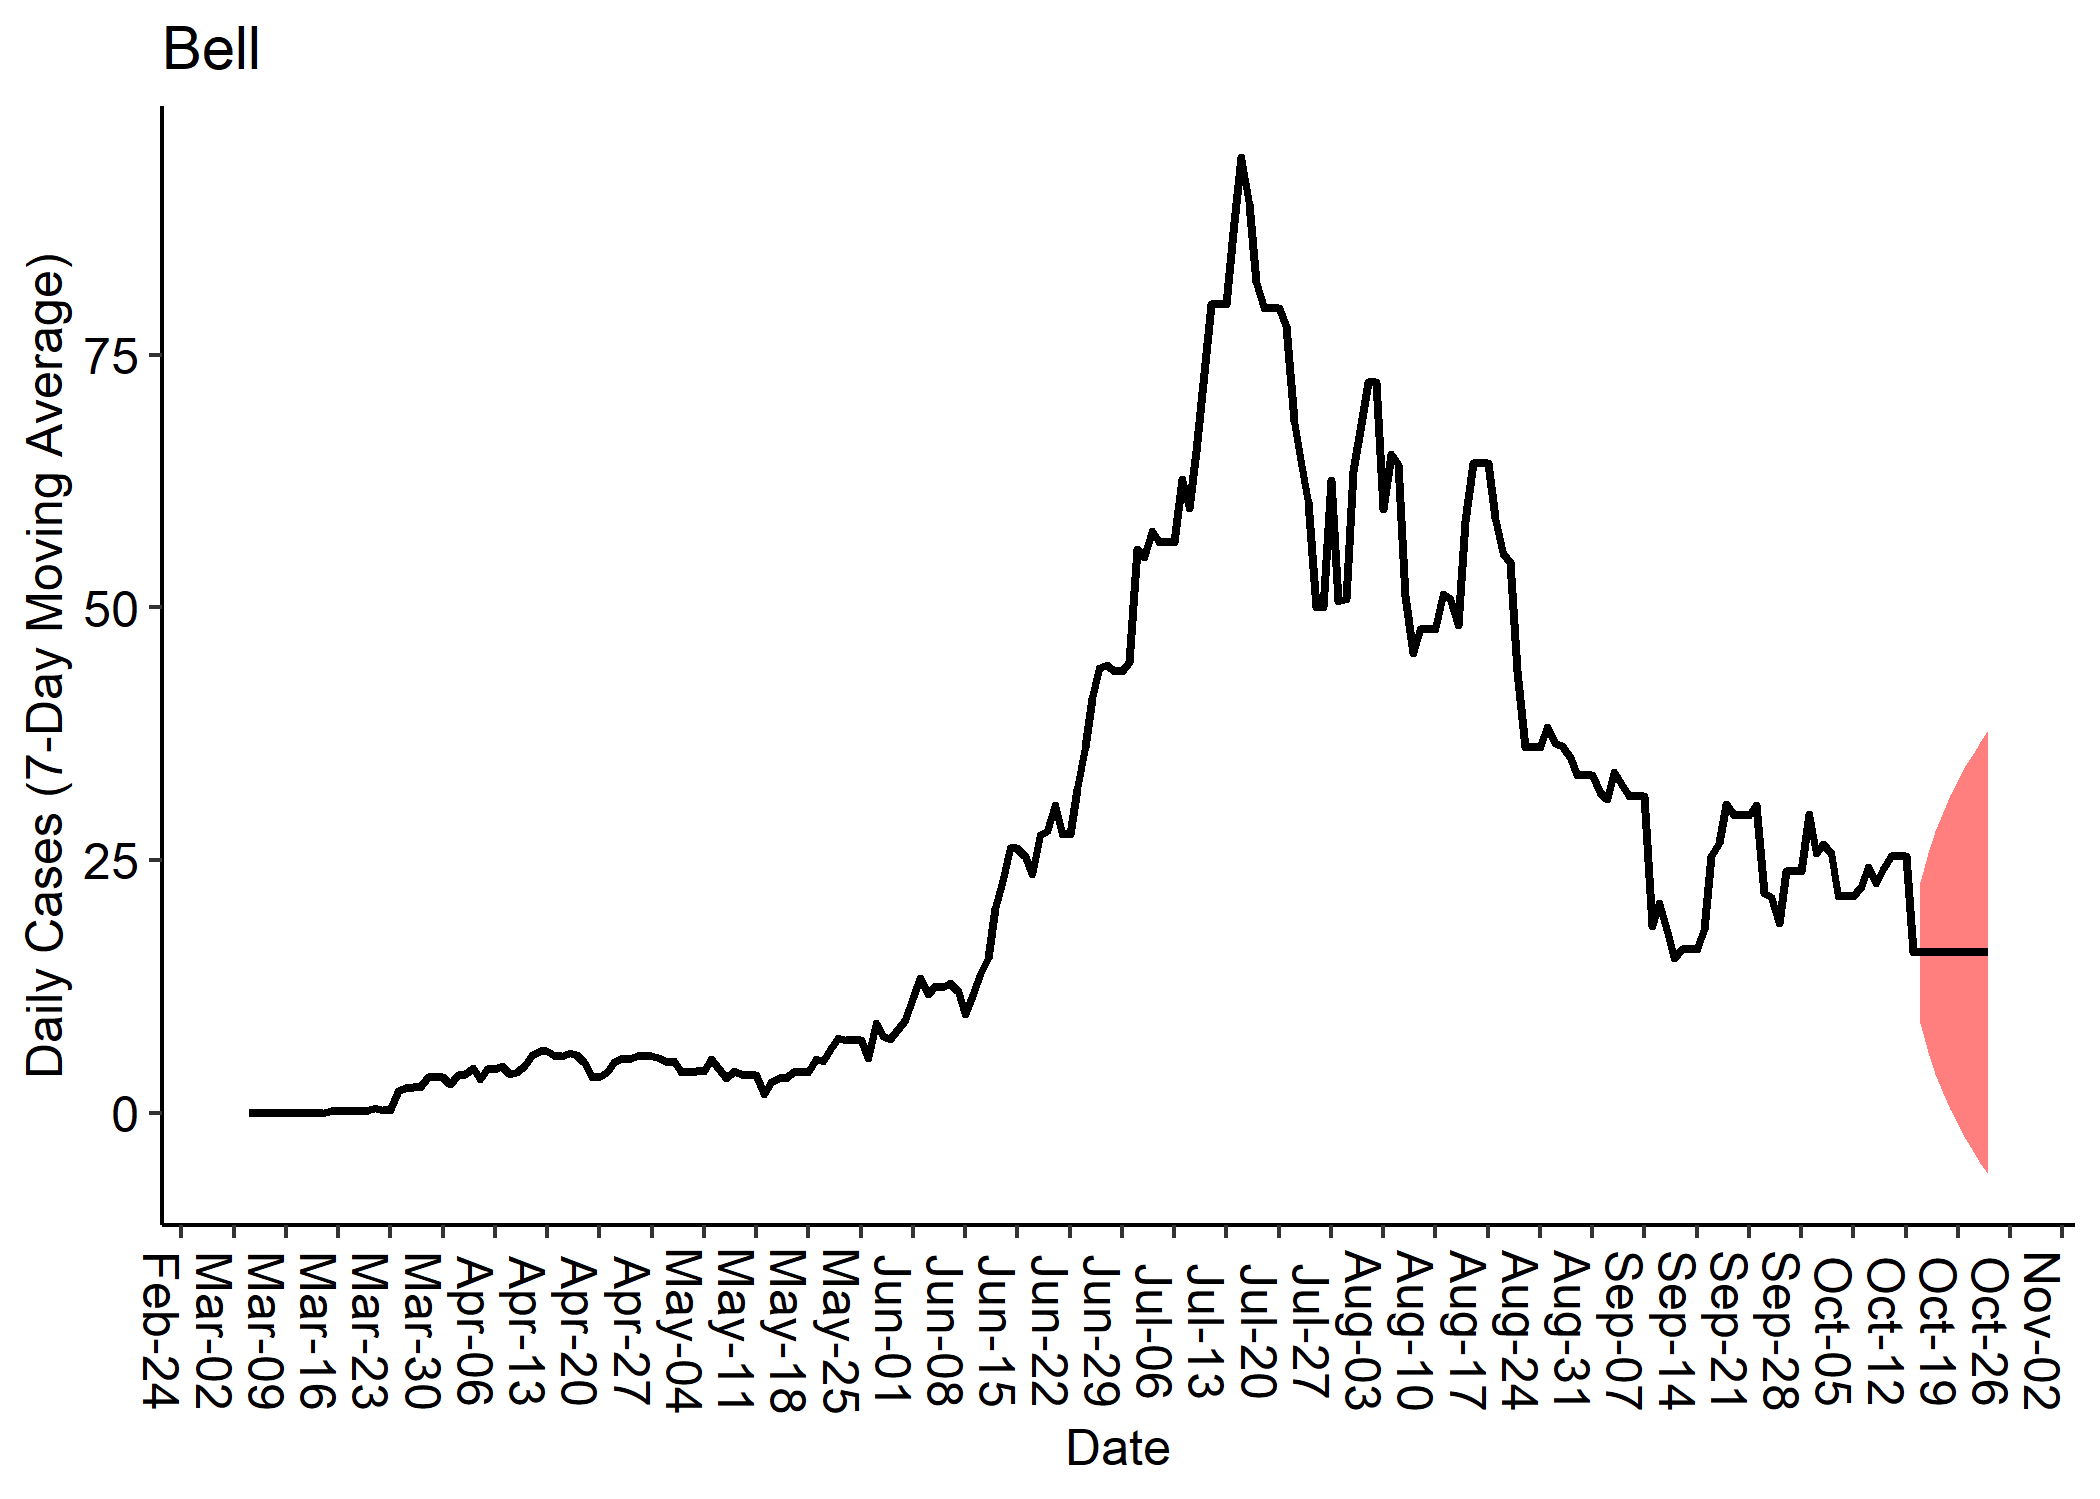 Bell
Daily Cases (7-Day Moving Average)
75
50
25
0
Feb-24
Mar-02
Mar-09
Mar-16
Mar-23
Mar-30
Apr-06
Apr-13
Apr-20
Apr-27
May-04
May-11
May-18
May-25
Jun-01
Jun-08
Jun-15
Jun-22
Jun-29
Jul-06
Jul-13
Jul-20
Jul-27
Aug-03
Aug-10
Aug-17
Aug-24
Aug-31
Sep-07
Sep-14
Sep-21
Sep-28
Oct-05
Oct-12
Oct-19
Oct-26
Nov-02
Date